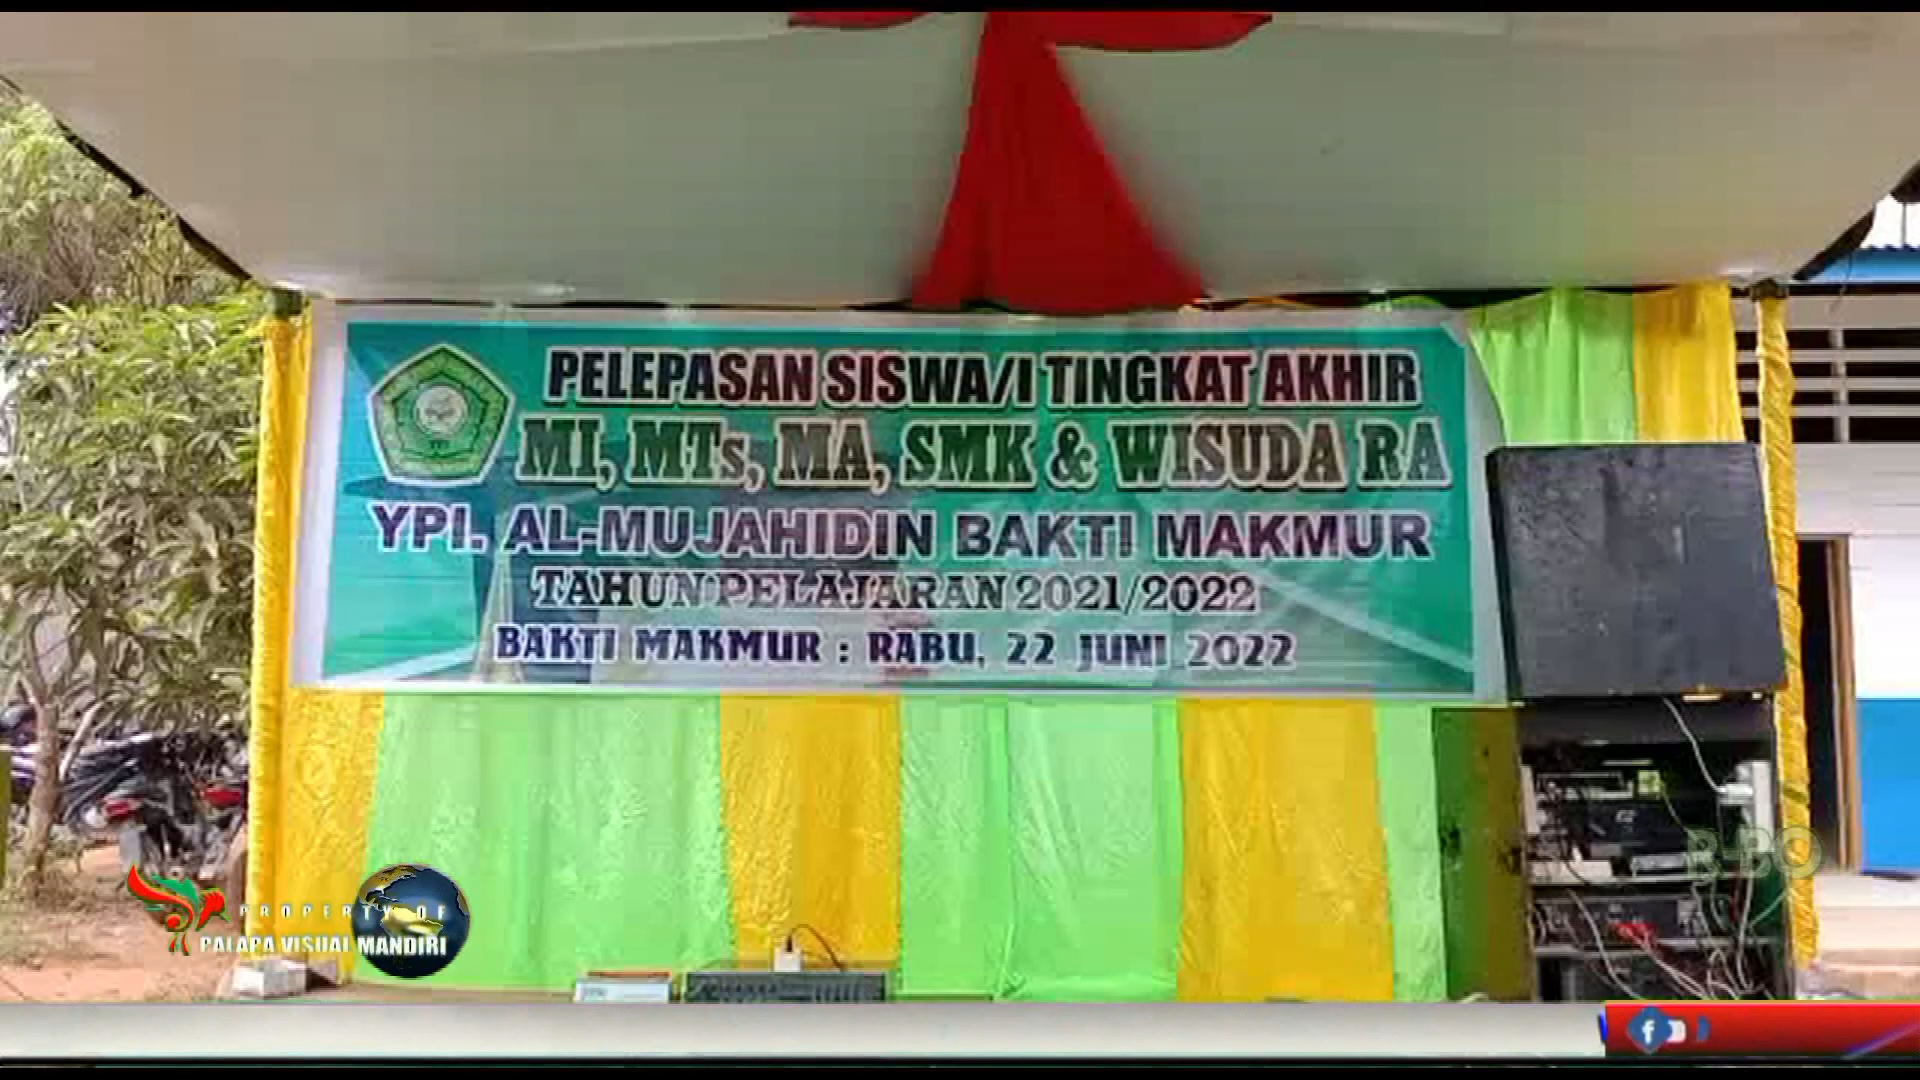 PELEPASAN SISWA/I TINGKAT AKHIR
MI, MTs, MA, SMK & WISUDA RA
YPI. AL-MUJAHIDIN BAKTI MAKMUR
TAHUN PELAJARAN 2021/2022
BAKTI MAKMUR : RABU, 22 JUNI 2022
PROPERTY OF
PALAPA VISUAL MANDIRI